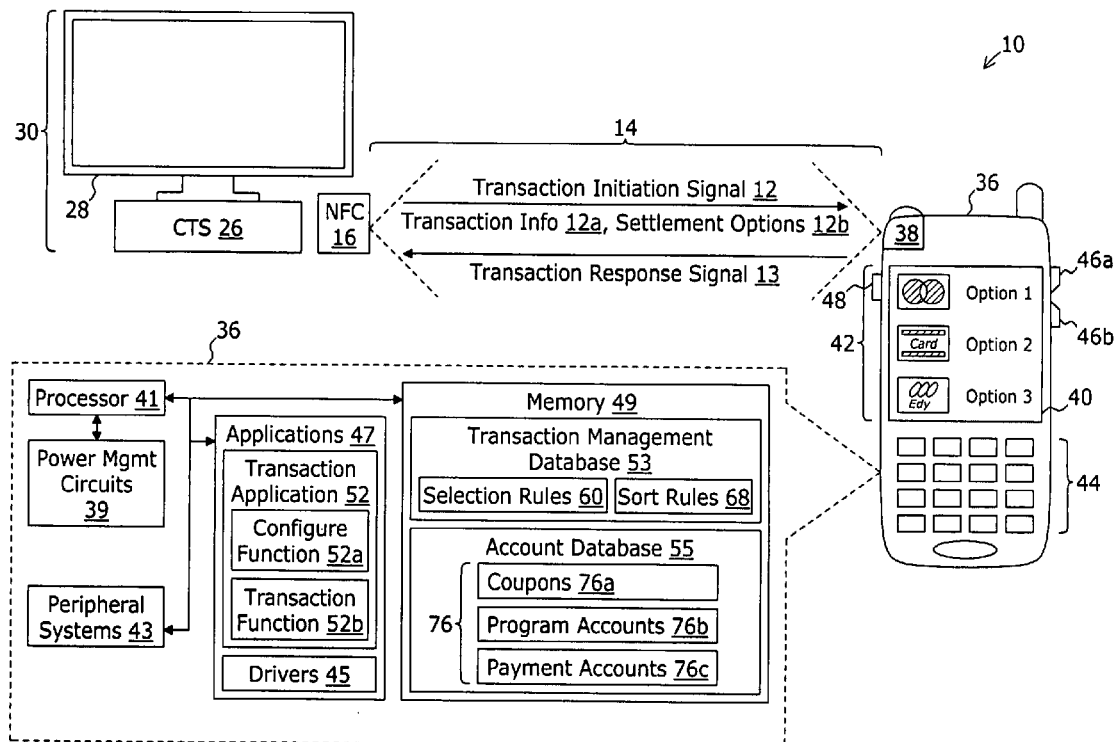 10
30
14
28
CTS 26
NFC
16
Transaction Initiation Signal 12
Transaction Info 12a, Settlement Options 12b
Transaction Response Signal 13
36
38
46a
48
46b
42
Option 1
Card
Option 2
Edy
Option 3
40
44
36
Processor 41
Power Mgmt
Circuits
39
Peripheral
Systems 43
Applications 47
Transaction
Application 52
Configure
Function 52a
Transaction
Function 52b
Drivers 45
Memory 49
Transaction Management
Database 53
Selection Rules 60
Sort Rules 68
Account Database 55
76
Coupons 76a
Program Accounts 76b
Payment Accounts 76c